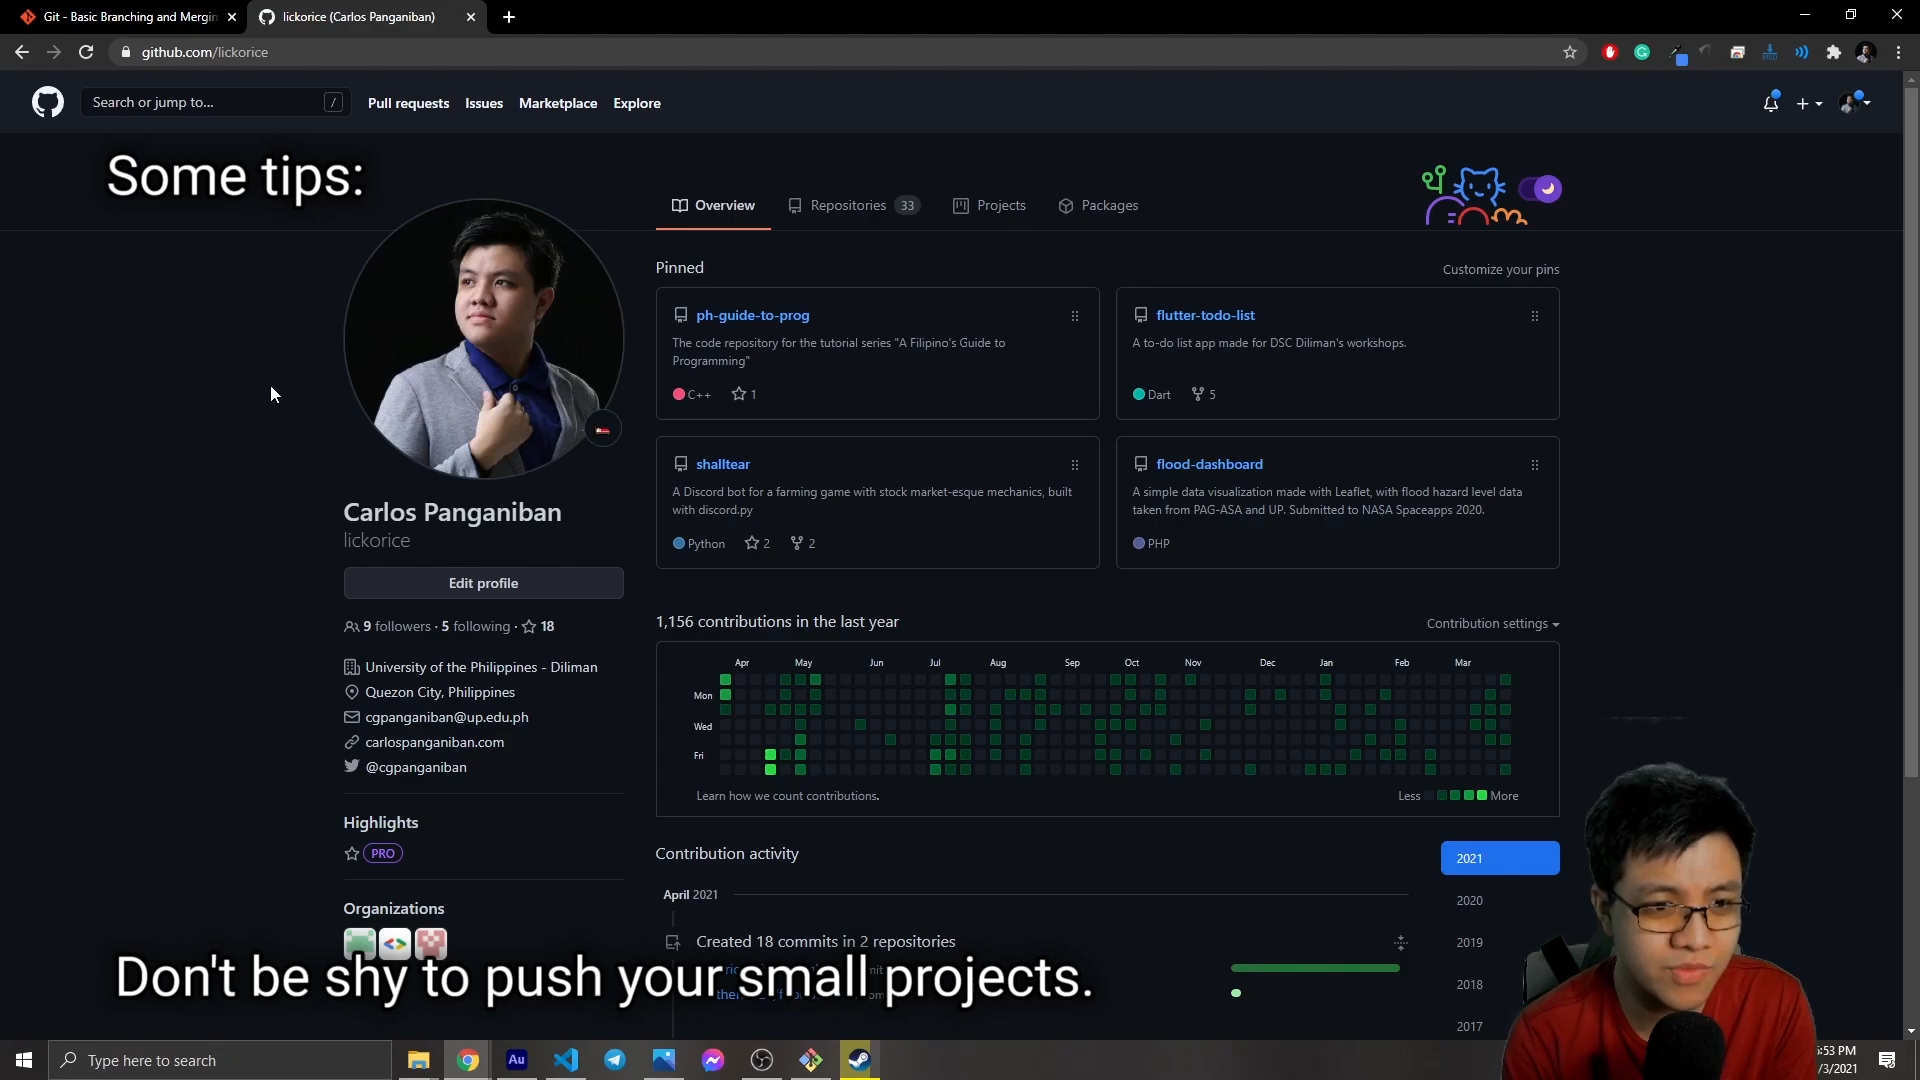 Git - Basic Branching and Mergin
lickorice (Carlos Panganiban)
github.com/lickorice
Search or jump to...
/
Pull requests
Issues
Marketplace
Explore
Some tips:
Overview
Repositories 33
Projects
Packages
Pinned
Customize your pins
ph-guide-to-prog
The code repository for the tutorial series "A Filipino's Guide to
Programming"
C++
1
flutter-todo-list
A to-do list app made for DSC Diliman's workshops.
Dart
5
shalltear
A Discord bot for a farming game with stock market-esque mechanics, built
with discord.py
Python
2
2
flood-dashboard
A simple data visualization made with Leaflet, with flood hazard level data
taken from PAG-ASA and UP. Submitted to NASA Spaceapps 2020.
PHP
Carlos Panganiban
lickorice
Edit profile
9 followers · 5 following · 18
University of the Philippines - Diliman
Quezon City, Philippines
cgpanganiban@up.edu.ph
carlospanganiban.com
@cgpanganiban
Highlights
PRO
Organizations
1,156 contributions in the last year
Contribution settings
Apr May Jun Jul Aug Sep Oct Nov Dec Jan Feb Mar
Mon
Wed
Fri
Learn how we count contributions.
Less
More
Contribution activity
2021
2020
2019
2018
2017
April 2021
Created 18 commits in 2 repositories
Don't be shy to push your small projects.
Type here to search
Au
:53 PM
/3/2021